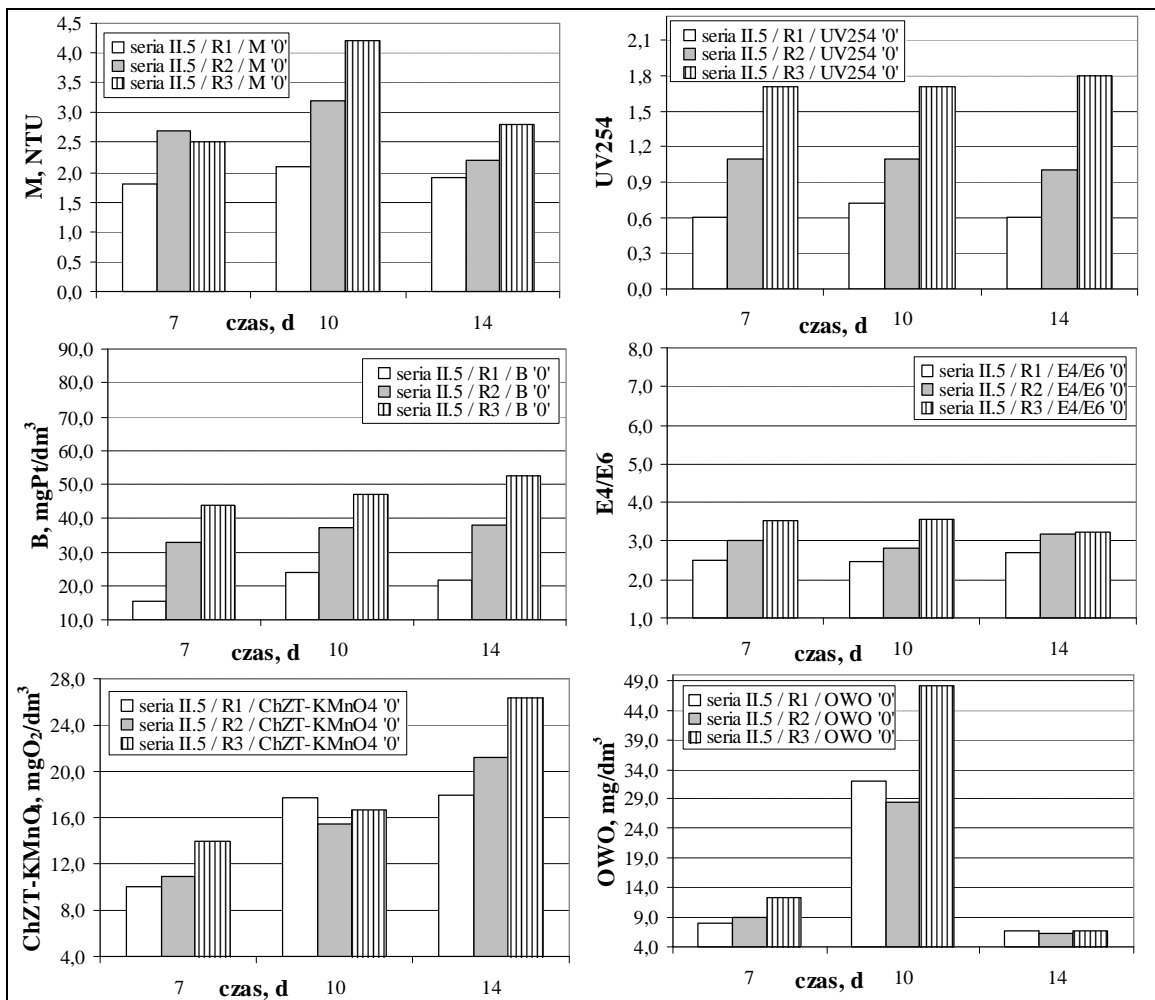 4,5
4,0
3,5
3,0
2,5
2,0
1,5
1,0
0,5
0,0
M, NTU
seria II.5 / R1 / M '0'
seria II.5 / R2 / M '0'
seria II.5 / R3 / M '0'
7 10 14
czas, d
2,1
1,8
1,5
1,2
0,9
0,6
0,3
0,0
UV254
seria II.5 / R1 / UV254 '0'
seria II.5 / R2 / UV254 '0'
seria II.5 / R3 / UV254 '0'
7 10 14
czas, d
90,0
80,0
70,0
60,0
50,0
40,0
30,0
20,0
10,0
B, mgPt/dm³
seria II.5 / R1 / B '0'
seria II.5 / R2 / B '0'
seria II.5 / R3 / B '0'
7 10 14
czas, d
8,0
7,0
6,0
5,0
4,0
3,0
2,0
1,0
E4/E6
seria II.5 / R1 / E4/E6 '0'
seria II.5 / R2 / E4/E6 '0'
seria II.5 / R3 / E4/E6 '0'
7 10 14
czas, d
28,0
24,0
20,0
16,0
12,0
8,0
4,0
ChZT-KMnO₄, mgO₂/dm³
seria II.5 / R1 / ChZT-KMnO4 '0'
seria II.5 / R2 / ChZT-KMnO4 '0'
seria II.5 / R3 / ChZT-KMnO4 '0'
7 10 14
czas, d
49,0
44,0
39,0
34,0
29,0
24,0
19,0
14,0
9,0
4,0
OWO, mg/dm³
seria II.5 / R1 / OWO '0'
seria II.5 / R2 / OWO '0'
seria II.5 / R3 / OWO '0'
7 10 14
czas, d